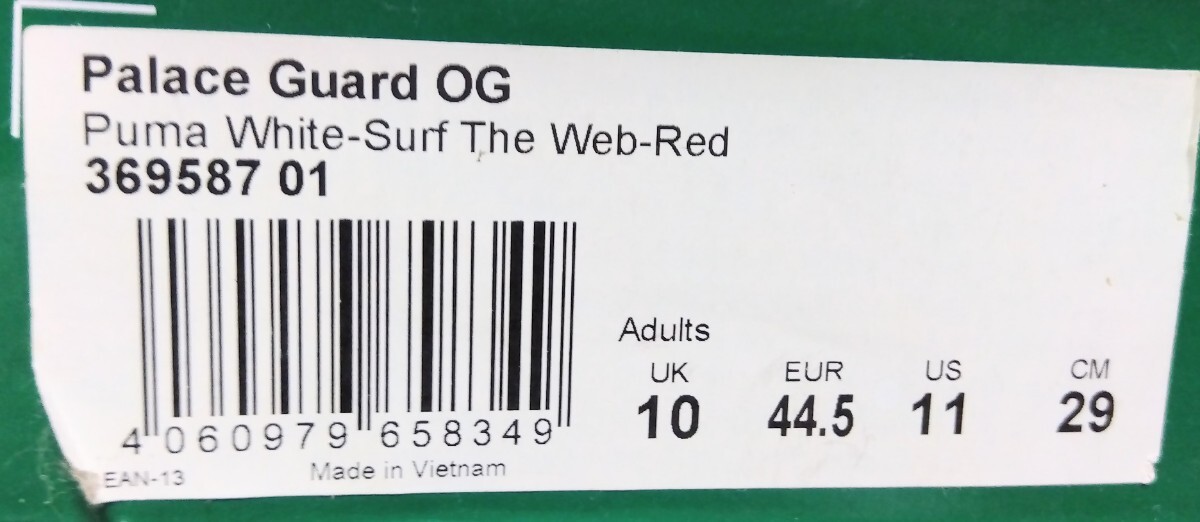 Palace Guard OG
Puma White-Surf The Web-Red
369587 01
Adults
UK EUR US CM
10 44.5 11 29
4 060979 658349
EAN-13 Made in Vietnam